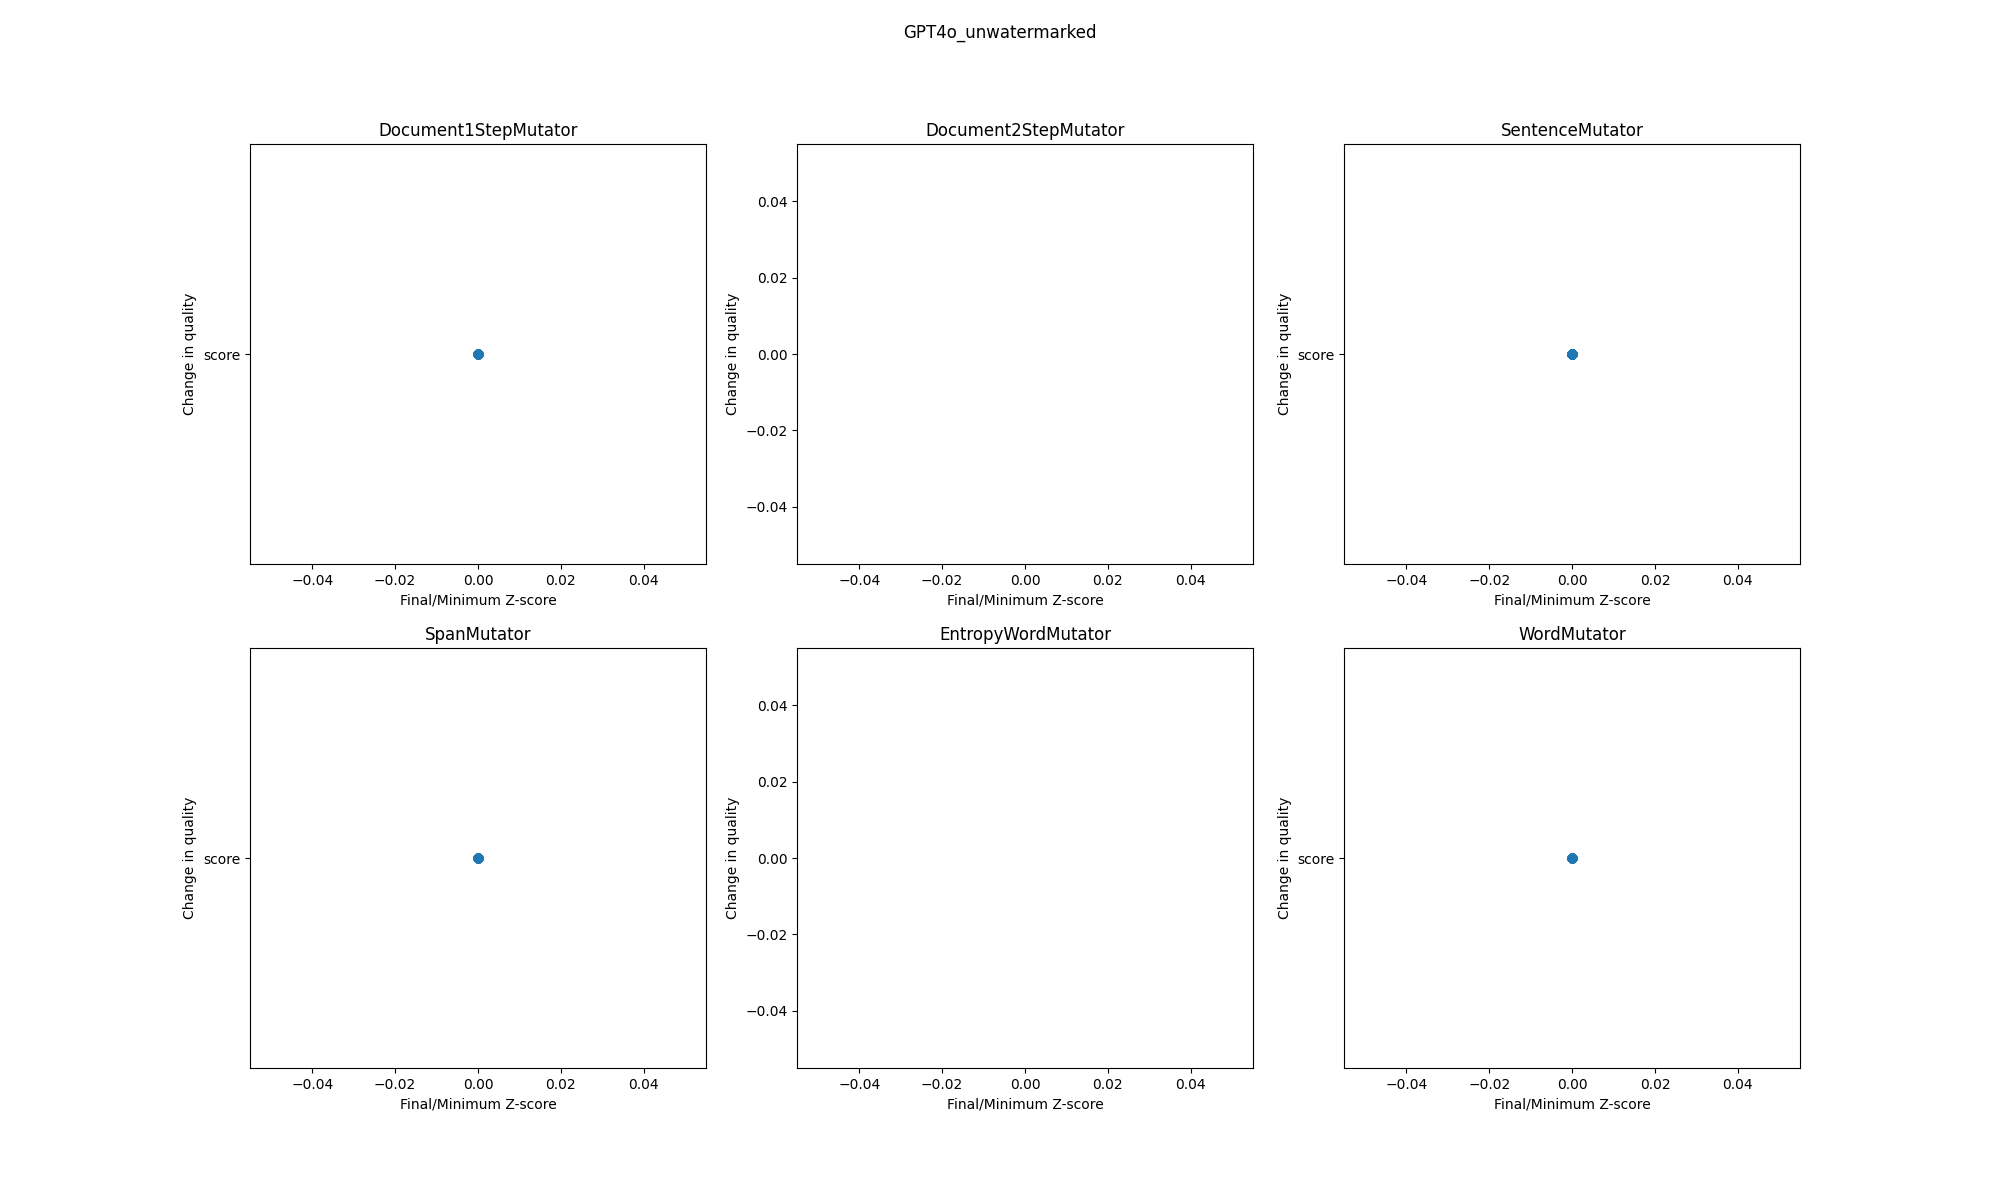 GPT4o_unwatermarked
Document1StepMutator
Change in quality
score
−0.04 −0.02 0.00 0.02 0.04
Final/Minimum Z-score
Document2StepMutator
Change in quality
0.04
0.02
0.00
−0.02
−0.04
−0.04 −0.02 0.00 0.02 0.04
Final/Minimum Z-score
SentenceMutator
Change in quality
score
−0.04 −0.02 0.00 0.02 0.04
Final/Minimum Z-score
SpanMutator
Change in quality
score
−0.04 −0.02 0.00 0.02 0.04
Final/Minimum Z-score
EntropyWordMutator
Change in quality
0.04
0.02
0.00
−0.02
−0.04
−0.04 −0.02 0.00 0.02 0.04
Final/Minimum Z-score
WordMutator
Change in quality
score
−0.04 −0.02 0.00 0.02 0.04
Final/Minimum Z-score